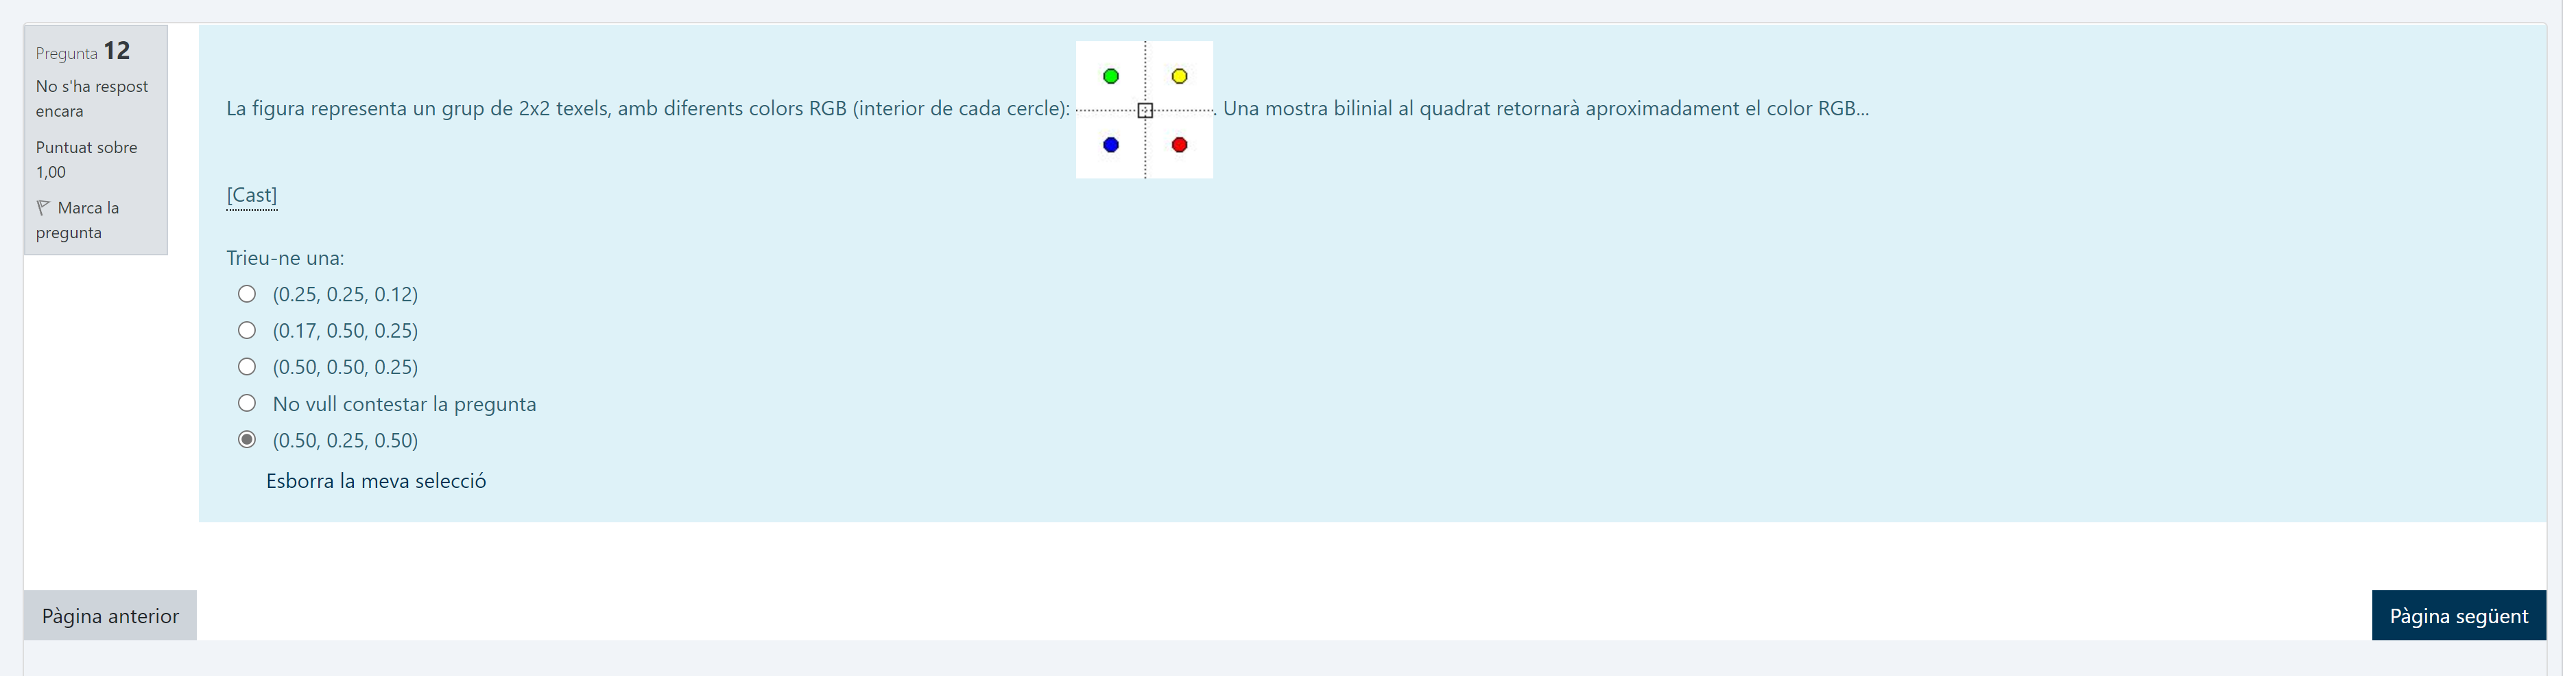 Pregunta 12
No s'ha respost
encara
Puntuat sobre
1,00
Marca la
pregunta
La figura representa un grup de 2x2 texels, amb diferents colors RGB (interior de cada cercle): . Una mostra bilinial al quadrat retornarà aproximadament el color RGB...
[Cast]
Trieu-ne una:
(0.25, 0.25, 0.12)
(0.17, 0.50, 0.25)
(0.50, 0.50, 0.25)
No vull contestar la pregunta
(0.50, 0.25, 0.50)
Esborra la meva selecció
Pàgina anterior
Pàgina següent